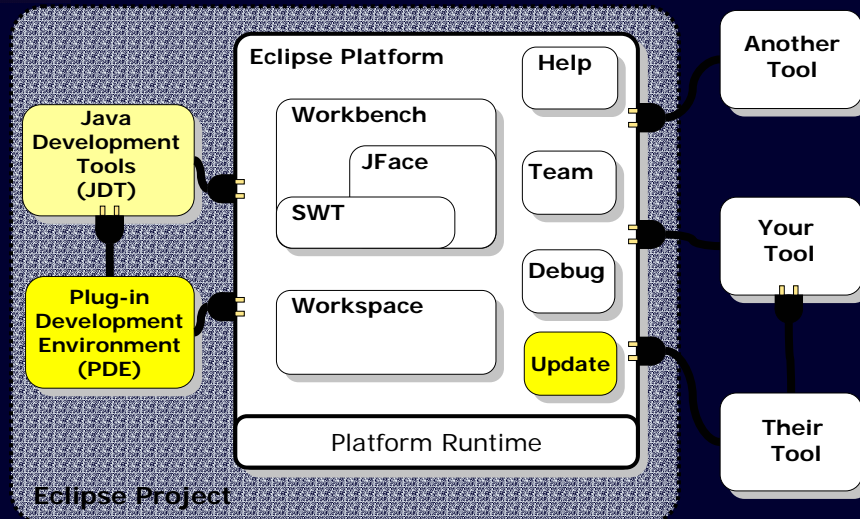 Eclipse Platform
Help
Another
Tool
Workbench
Java
Development
Tools
(JDT)
JFace
Team
SWT
Your
Tool
Debug
Plug-in
Development
Environment
(PDE)
Workspace
Update
Their
Tool
Platform Runtime
Eclipse Project